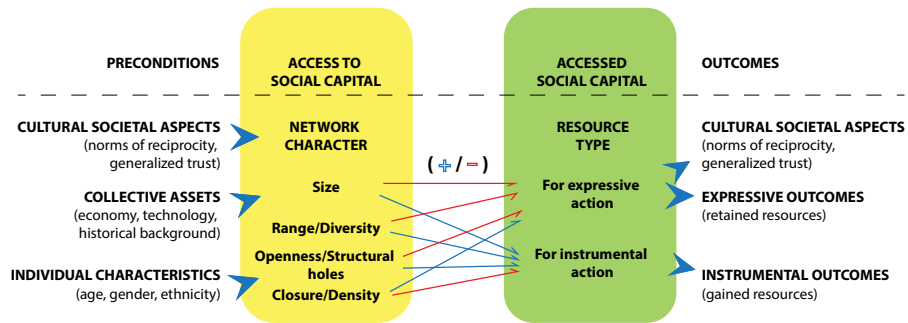 PRECONDITIONS
ACCESS TO
SOCIAL CAPITAL
ACCESSED
SOCIAL CAPITAL
OUTCOMES
CULTURAL SOCIETAL ASPECTS
(norms of reciprocity,
generalized trust)
COLLECTIVE ASSETS
(economy, technology,
historical background)
INDIVIDUAL CHARACTERISTICS
(age, gender, ethnicity)
NETWORK
CHARACTER
Size
Range/Diversity
Openness/Structural
holes
Closure/Density
(+/−)
RESOURCE
TYPE
For expressive
action
For instrumental
action
CULTURAL SOCIETAL ASPECTS
(norms of reciprocity,
generalized trust)
EXPRESSIVE OUTCOMES
(retained resources)
INSTRUMENTAL OUTCOMES
(gained resources)